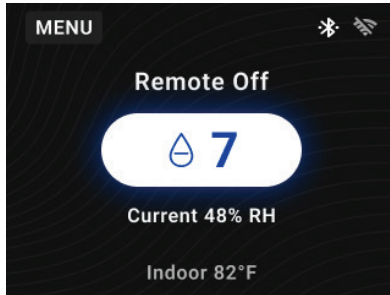 MENU
Remote Off
7
Current 48% RH
Indoor 82°F